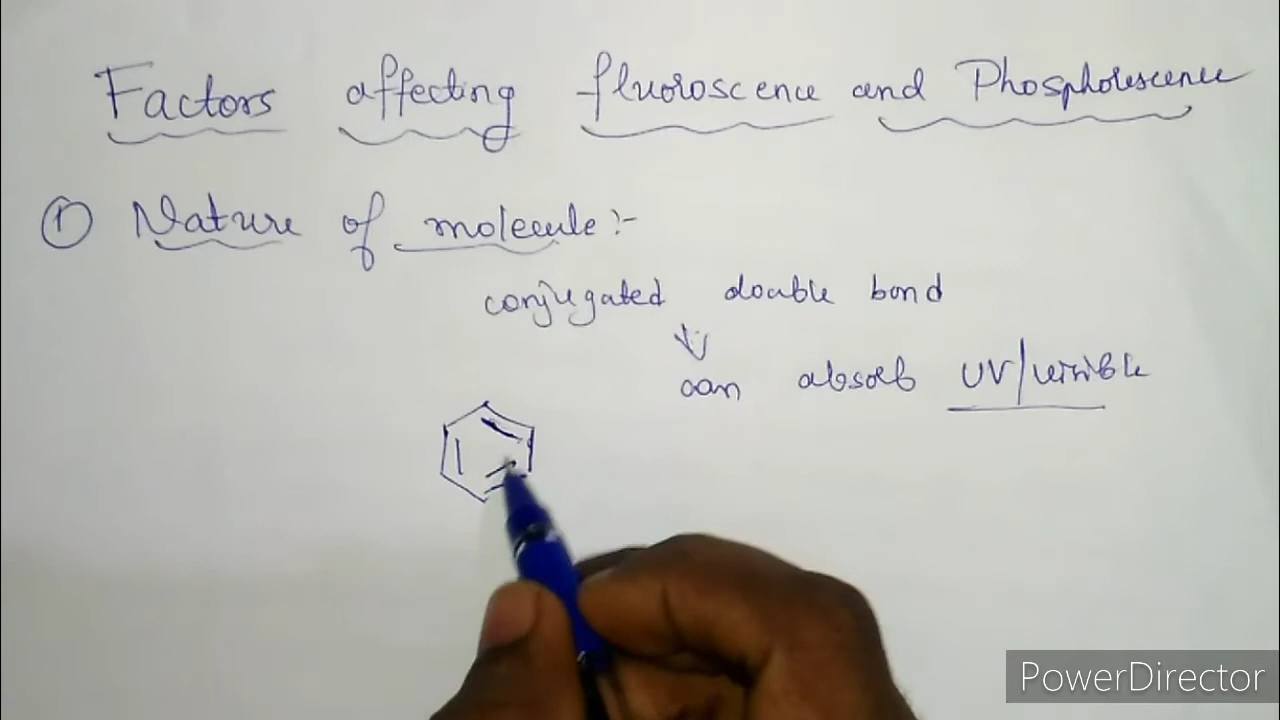 Factors affecting fluoroscence and Phosphorescence
① Nature of molecule :-
conjugated double bond
can absorb UV/visible
PowerDirector